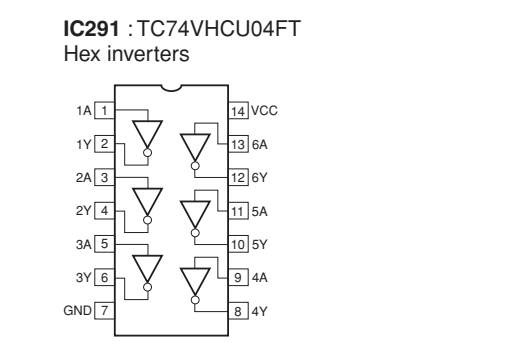 IC291 : TC74VHCU04FT
Hex inverters
1A 1 14 VCC
1Y 2 13 6A
2A 3 12 6Y
2Y 4 11 5A
3A 5 10 5Y
3Y 6 9 4A
GND 7 8 4Y